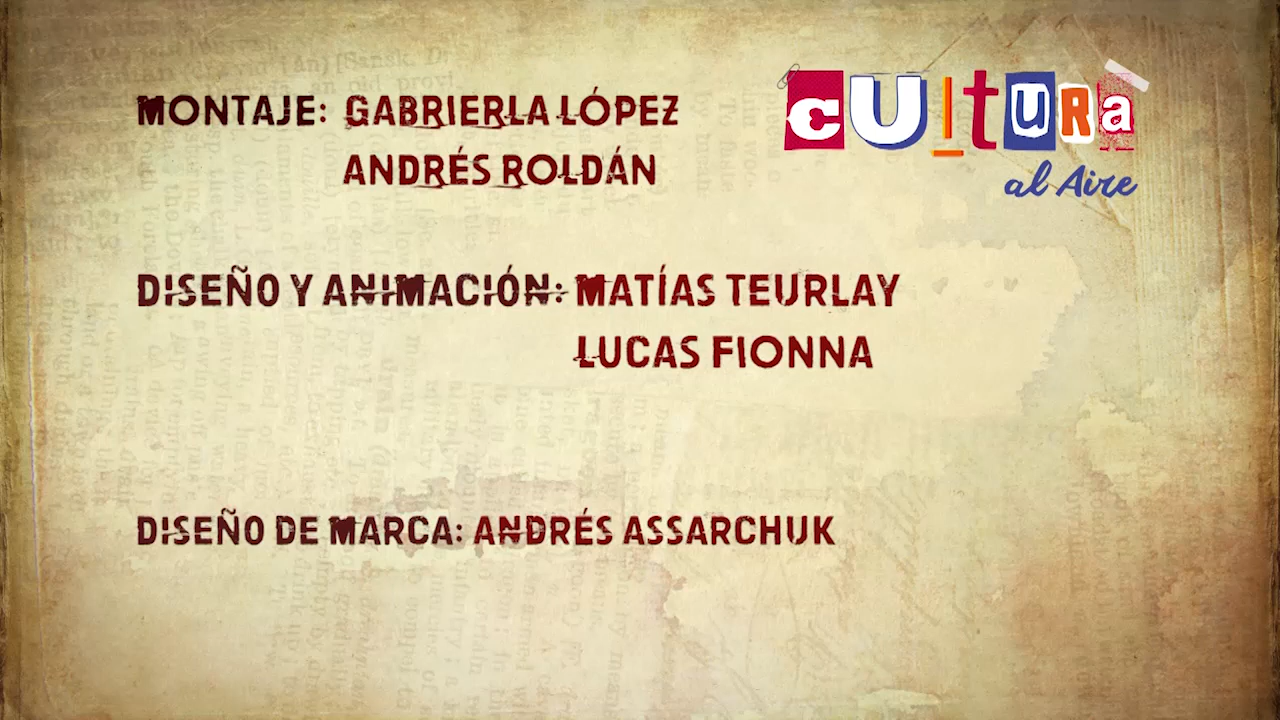 MONTAJE: GABRIERLA LÓPEZ
ANDRÉS ROLDÁN
CUltURa
al Aire
DISEÑO Y ANIMACIÓN: MATÍAS TEURLAY
LUCAS FIONNA
DISEÑO DE MARCA: ANDRÉS ASSARCHUK